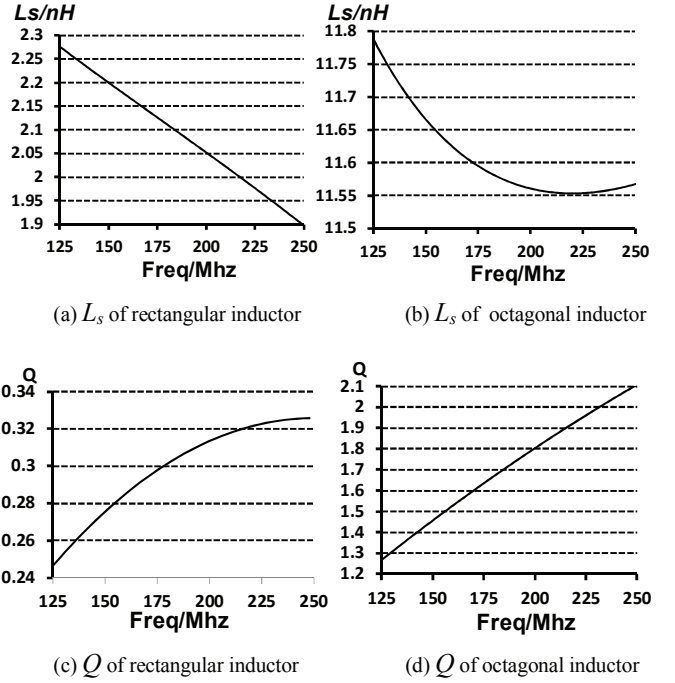 Ls/nH
2.3
2.25
2.2
2.15
2.1
2.05
2
1.95
1.9
125 150 175 200 225 250
Freq/Mhz
(a) Ls of rectangular inductor
Ls/nH
11.8
11.75
11.7
11.65
11.6
11.55
11.5
125 150 175 200 225 250
Freq/Mhz
(b) Ls of octagonal inductor
Q
0.34
0.32
0.3
0.28
0.26
0.24
125 150 175 200 225 250
Freq/Mhz
(c) Q of rectangular inductor
Q
2.1
2
1.9
1.8
1.7
1.6
1.5
1.4
1.3
1.2
125 150 175 200 225 250
Freq/Mhz
(d) Q of octagonal inductor